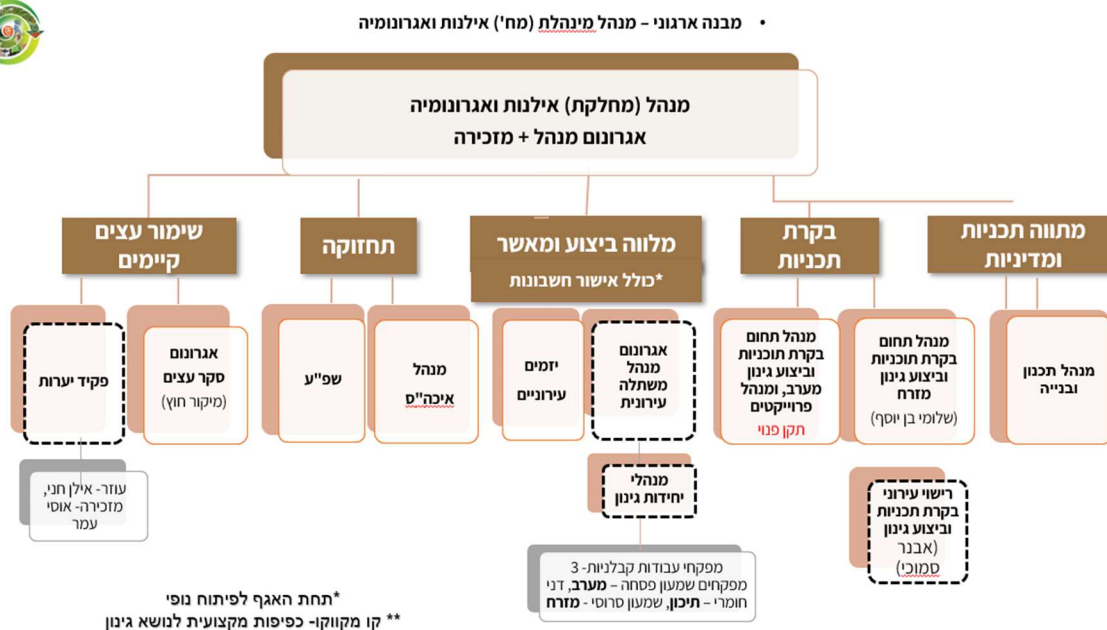 • מבנה ארגוני – מנהל מינהלת (מח') אילנות ואגרונומיה
מנהל (מחלקת) אילנות ואגרונומיה
אגרונום מנהל + מזכירה
מתווה תכניות
ומדיניות
בקרת
תכניות
מלווה ביצוע ומאשר
*כולל אישור חשבונות
תחזוקה
שימור עצים
קיימים
מנהל תכנון
ובנייה
מנהל תחום
בקרת תוכניות
וביצוע גינון
מזרח
(שלומי בן יוסף)
מנהל תחום
בקרת תוכניות
וביצוע גינון
מערב, ומנהל
פרוייקטים
תקן פנוי
רישוי עירוני
בקרת תכניות
וביצוע גינון
(אבנר
סמוכי)
אגרונום
מנהל
משתלה
עירונית
יזמים
עירוניים
מנהלי
יחידות גינון
מפקחי עבודות קבלניות- 3
מפקחים שמעון פסחה – מערב, דני
חומרי – תיכון, שמעון סרוסי - מזרח
מנהל
איכה"ס
שפ"ע
אגרונום
סקר עצים
(מיקור חוץ)
פקיד יערות
עוזר- אילן חני,
מזכירה- אוסי
עמר
*תחת האגף לפיתוח נופי
** קו מקווקו- כפיפות מקצועית לנושא גינון